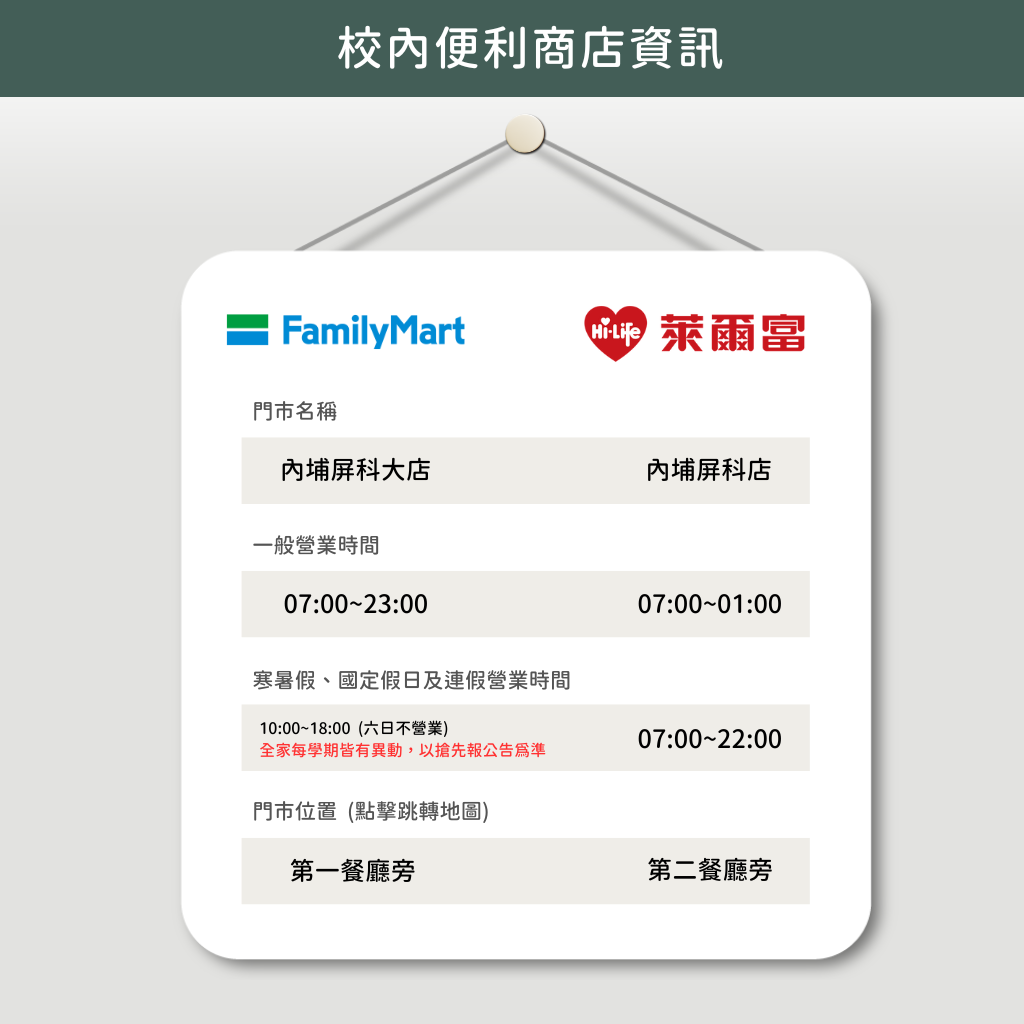 校內便利商店資訊
FamilyMart
Hi-Life 萊爾富
門市名稱
內埔屏科大店 內埔屏科店
一般營業時間
07:00~23:00 07:00~01:00
寒暑假、國定假日及連假營業時間
10:00~18:00 (六日不營業)
全家每學期皆有異動，以搶先報公告為準
07:00~22:00
門市位置 (點擊跳轉地圖)
第一餐廳旁 第二餐廳旁